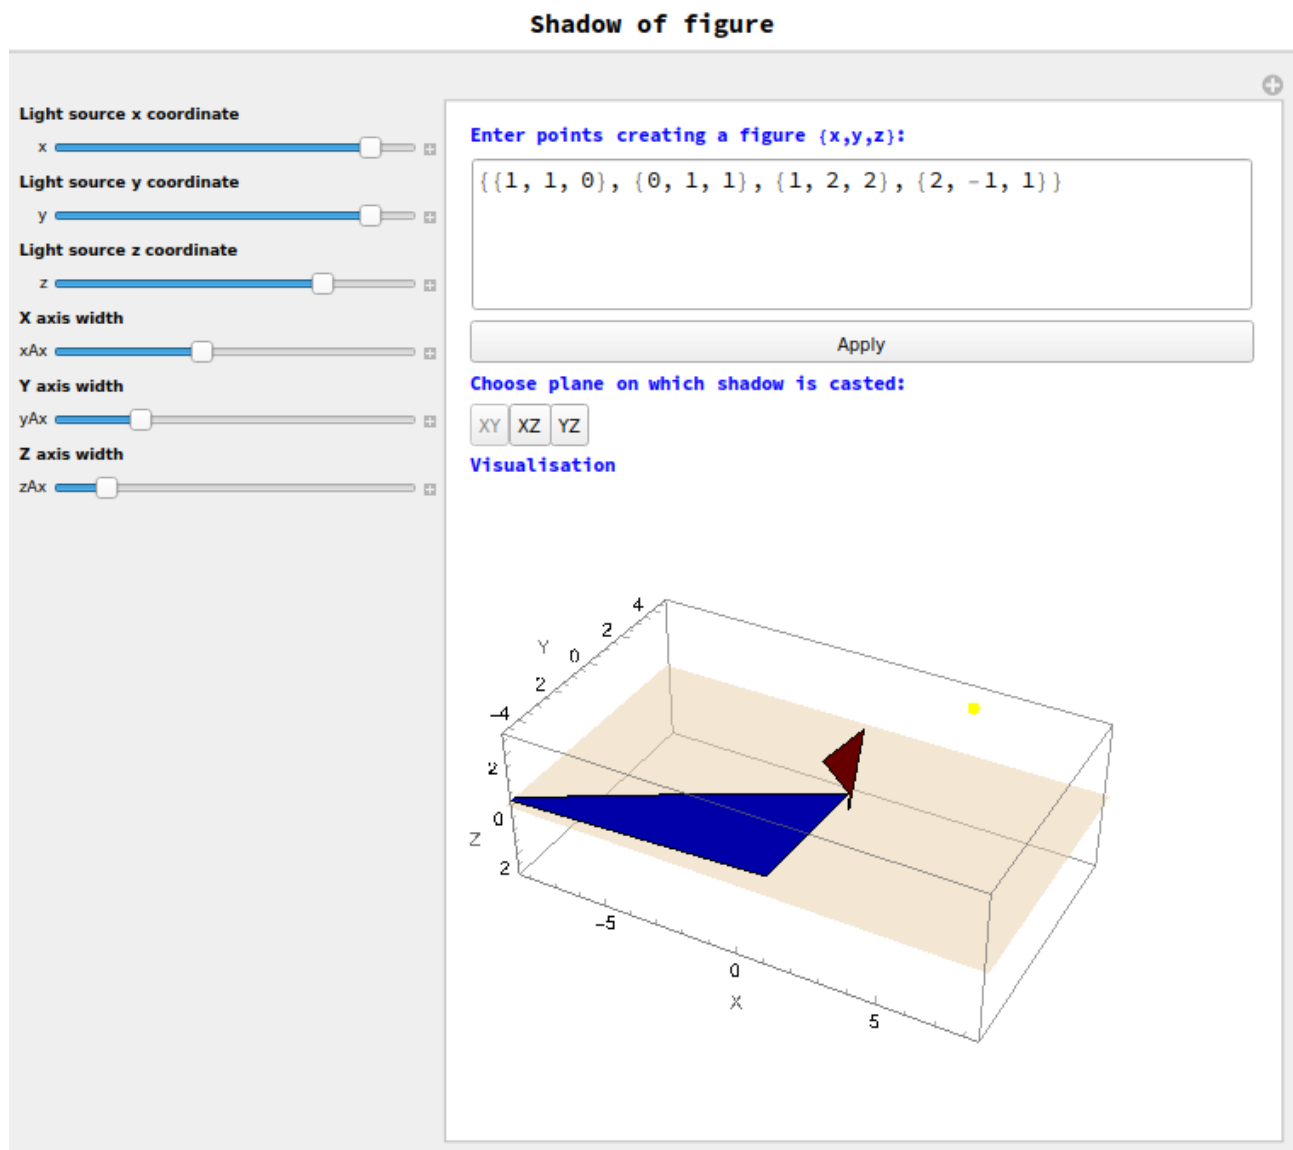 Shadow of figure
Light source x coordinate
x
Light source y coordinate
y
Light source z coordinate
z
X axis width
xAx
Y axis width
yAx
Z axis width
zAx
Enter points creating a figure {x,y,z}:
{{1, 1, 0}, {0, 1, 1}, {1, 2, 2}, {2, -1, 1}}
Apply
Choose plane on which shadow is casted:
XY XZ YZ
Visualisation
4
2
Y 0
2
-4
2
0
Z
2
-5
0
X
5